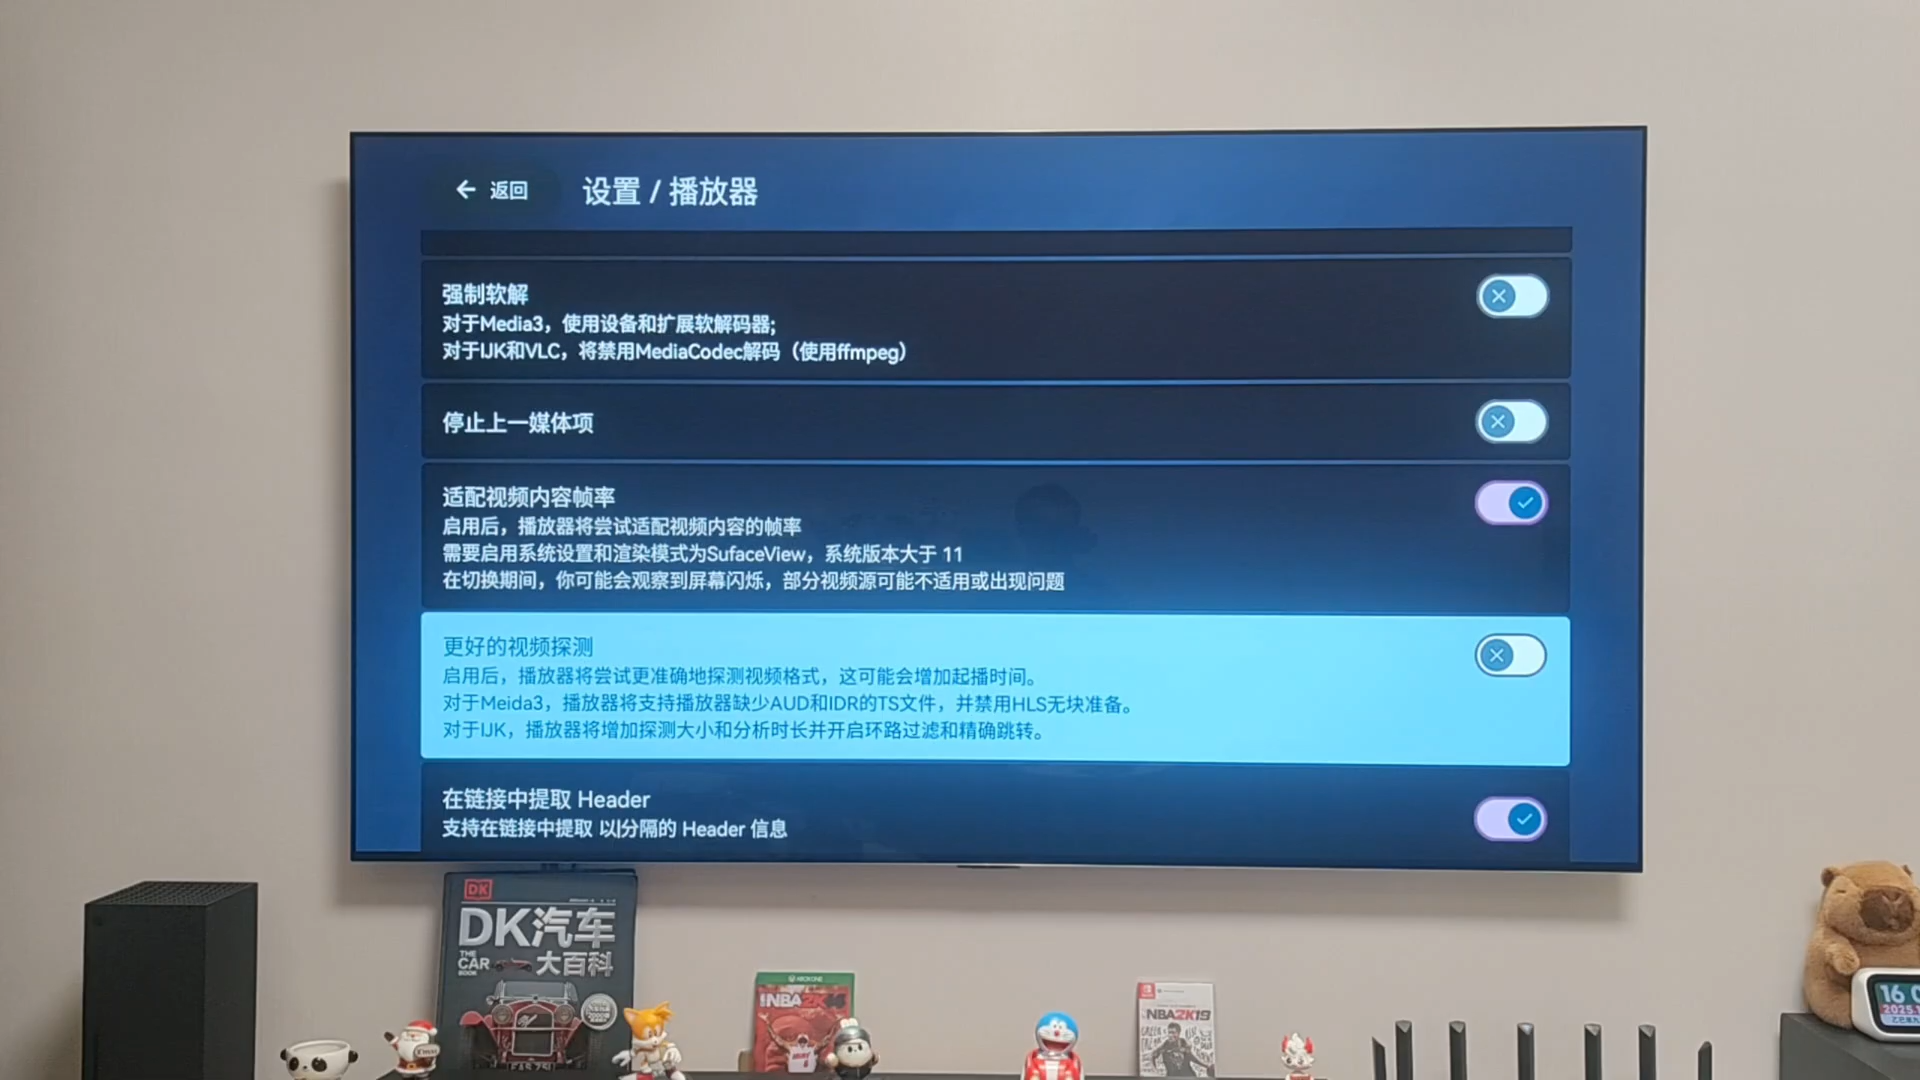 返回
设置 / 播放器
强制软解
对于Media3，使用设备和扩展软解码器;
对于IJK和VLC，将禁用MediaCodec解码（使用ffmpeg）
停止上一媒体项
适配视频内容帧率
启用后，播放器将尝试适配视频内容的帧率
需要启用系统设置和渲染模式为SufaceView，系统版本大于 11
在切换期间，你可能会观察到屏幕闪烁，部分视频源可能不适用或出现问题
更好的视频探测
启用后，播放器将尝试更准确地探测视频格式，这可能会增加起播时间。
对于Meida3，播放器将支持播放器缺少AUD和IDR的TS文件，并禁用HLS无块准备。
对于IJK，播放器将增加探测大小和分析时长并开启环路过滤和精确跳转。
在链接中提取 Header
支持在链接中提取 以|分隔的 Header 信息
DK
DK汽车
THE
CAR
BOOK
大百科
XBOX ONE
NBA2K
NBA2K19
16
2025